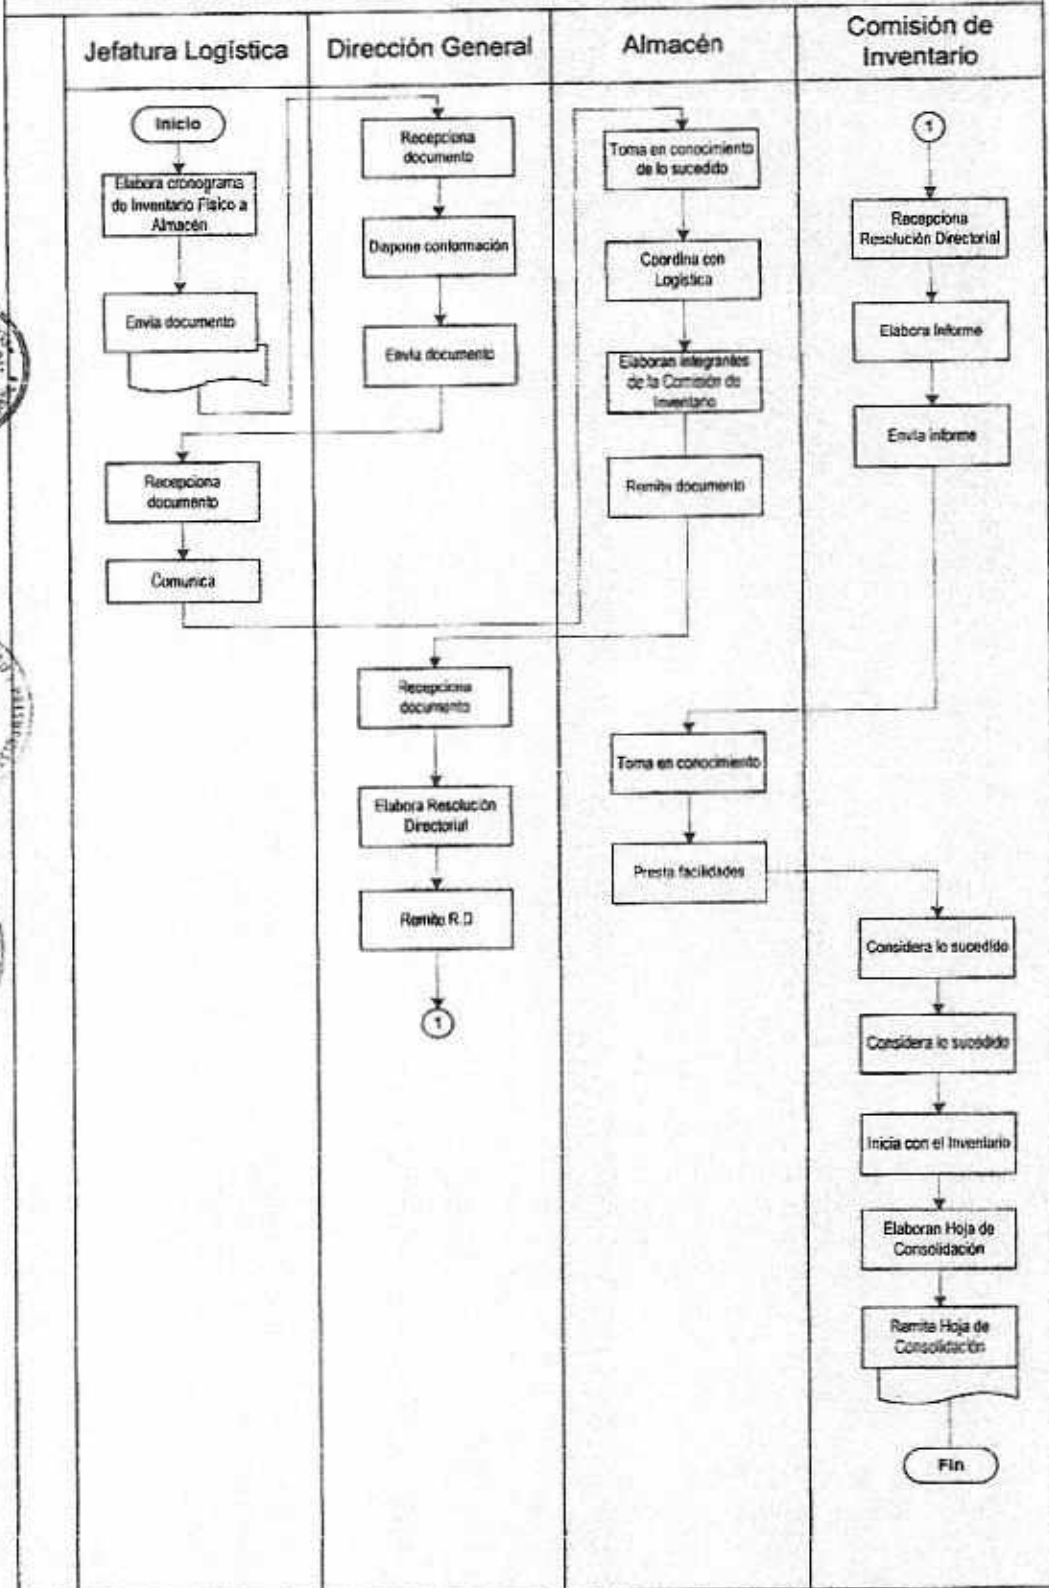 Jefatura Logística
Dirección General
Almacén
Comisión de
Inventario
Inicio
Elabora cronograma
de Inventario Físico a
Almacén
Envía documento
Recepciona
documento
Comunica
Recepciona
documento
Dispone conformación
Envía documento
Recepciona
documento
Elabora Resolución
Directorial
Remite R.D
1
Toma en conocimiento
de lo sucedido
Coordina con
Logística
Elaboran integrantes
de la Comisión de
Inventario
Remite documento
Toma en conocimiento
Presta facilidades
1
Recepciona
Resolución Directorial
Elabora Informe
Envía informe
Considera lo sucedido
Considera lo sucedido
Inicia con el Inventario
Elaboran Hoja de
Consolidación
Remite Hoja de
Consolidación
Fin